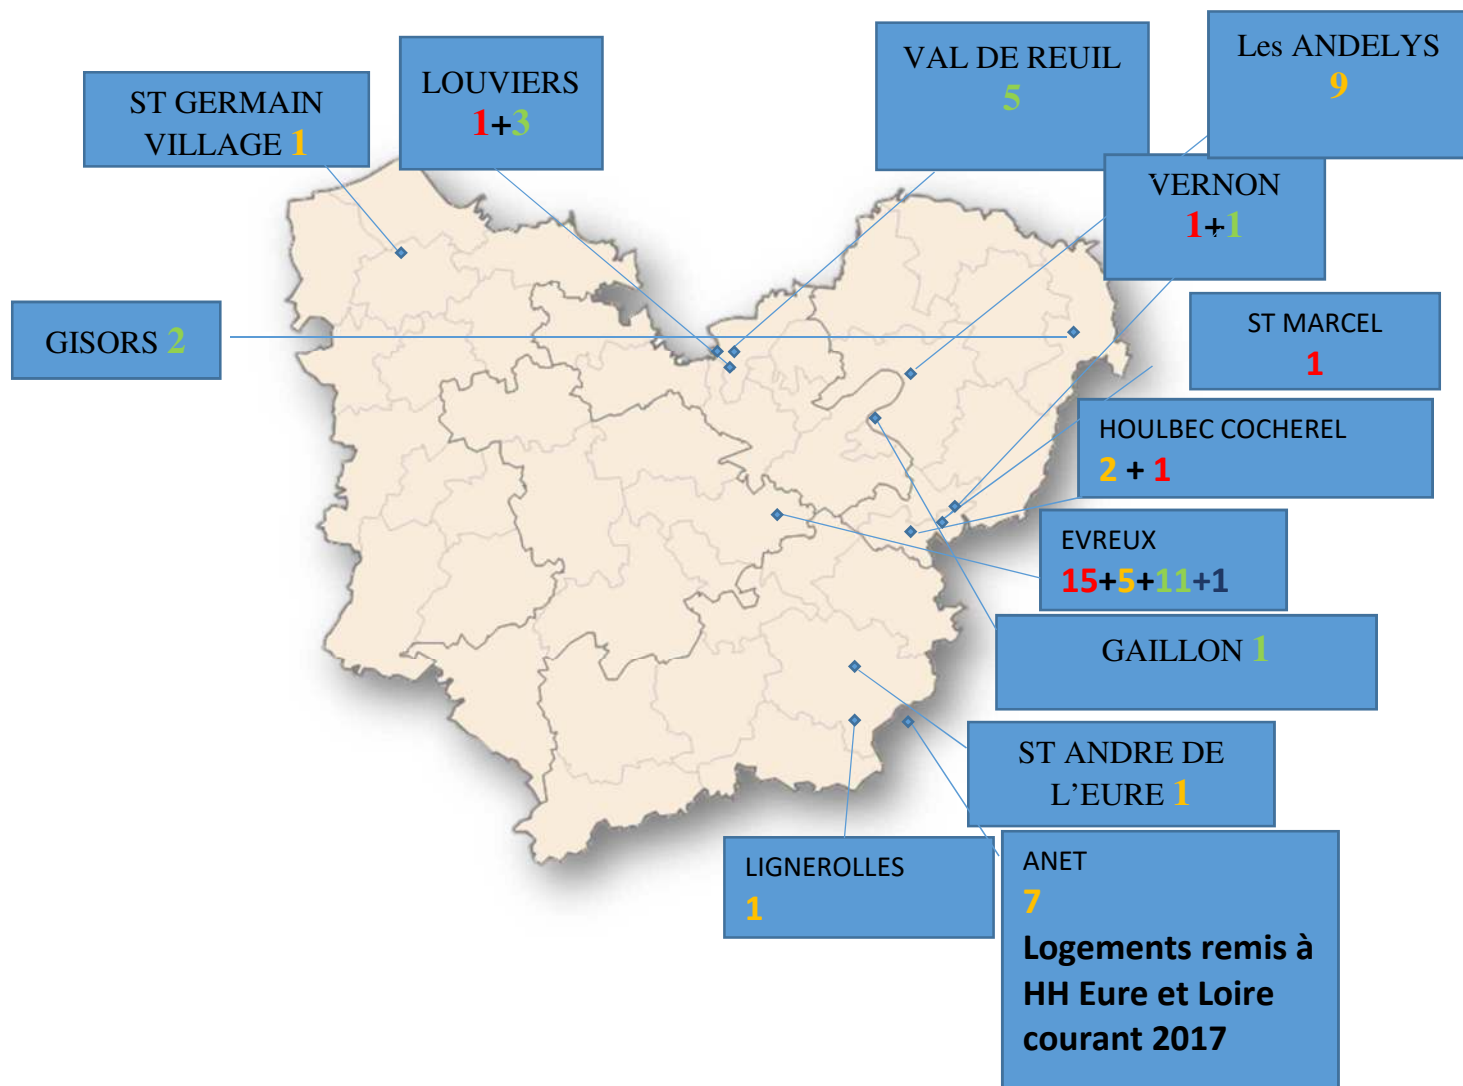 ST GERMAIN
VILLAGE 1
LOUVIERS
1+3
VAL DE REUIL
5
Les ANDELYS
9
VERNON
1+1
GISORS 2
ST MARCEL
1
HOULBEC COCHEREL
2 + 1
EVREUX
15+5+11+1
GAILLON 1
ST ANDRE DE
L’EURE 1
LIGNEROLLES
1
ANET
7
Logements remis à
HH Eure et Loire
courant 2017